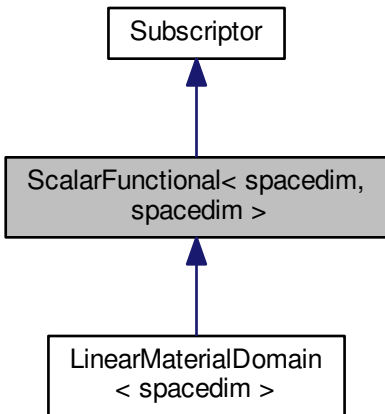 Subscriptor
ScalarFunctional< spacedim,
spacedim >
LinearMaterialDomain
< spacedim >